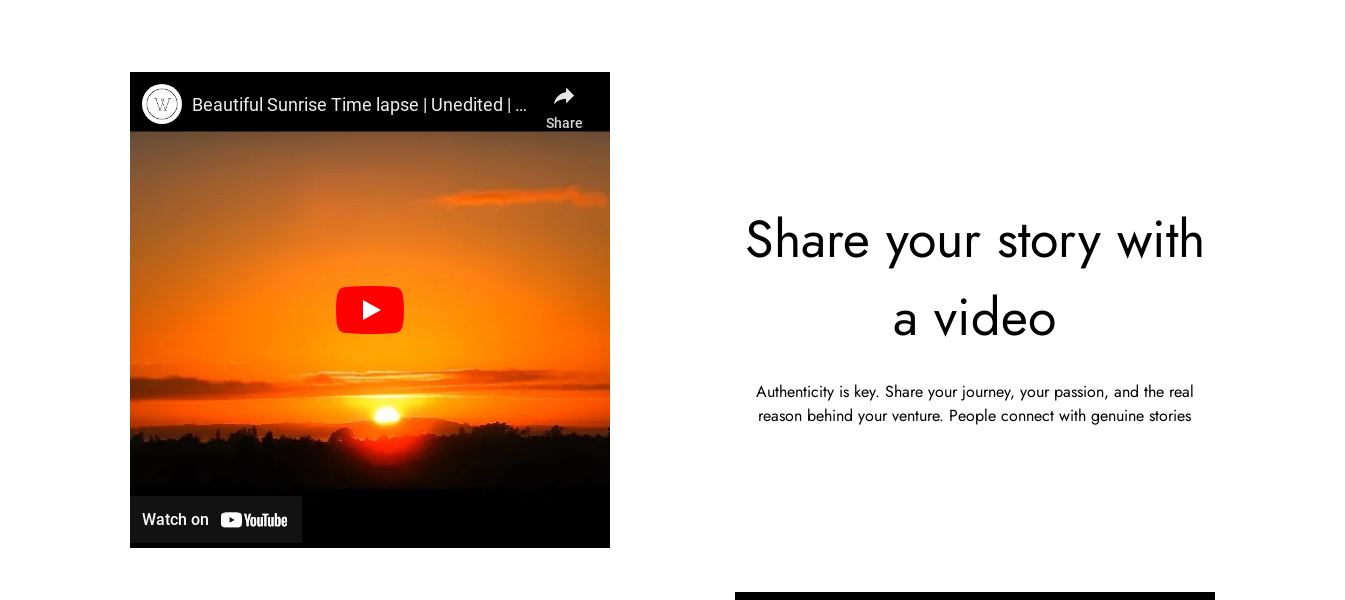 W
Beautiful Sunrise Time lapse | Unedited | ...
Share
Watch on YouTube
Share your story with
a video
Authenticity is key. Share your journey, your passion, and the real
reason behind your venture. People connect with genuine stories